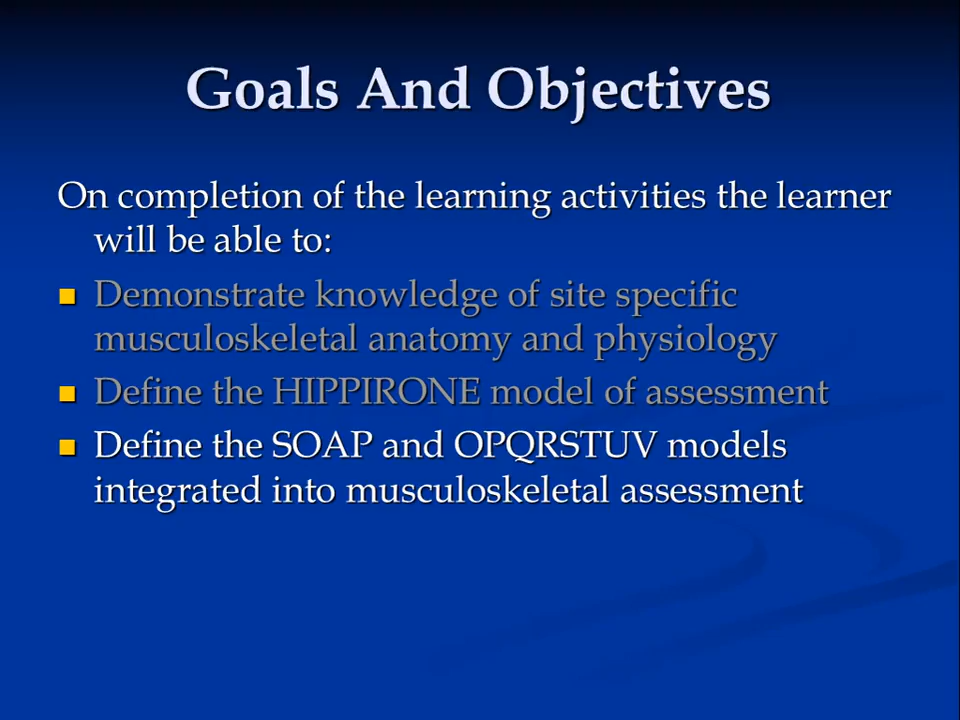 Goals And Objectives
On completion of the learning activities the learner
will be able to:
Demonstrate knowledge of site specific
musculoskeletal anatomy and physiology
Define the HIPPIRONE model of assessment
Define the SOAP and OPQRSTUV models
integrated into musculoskeletal assessment